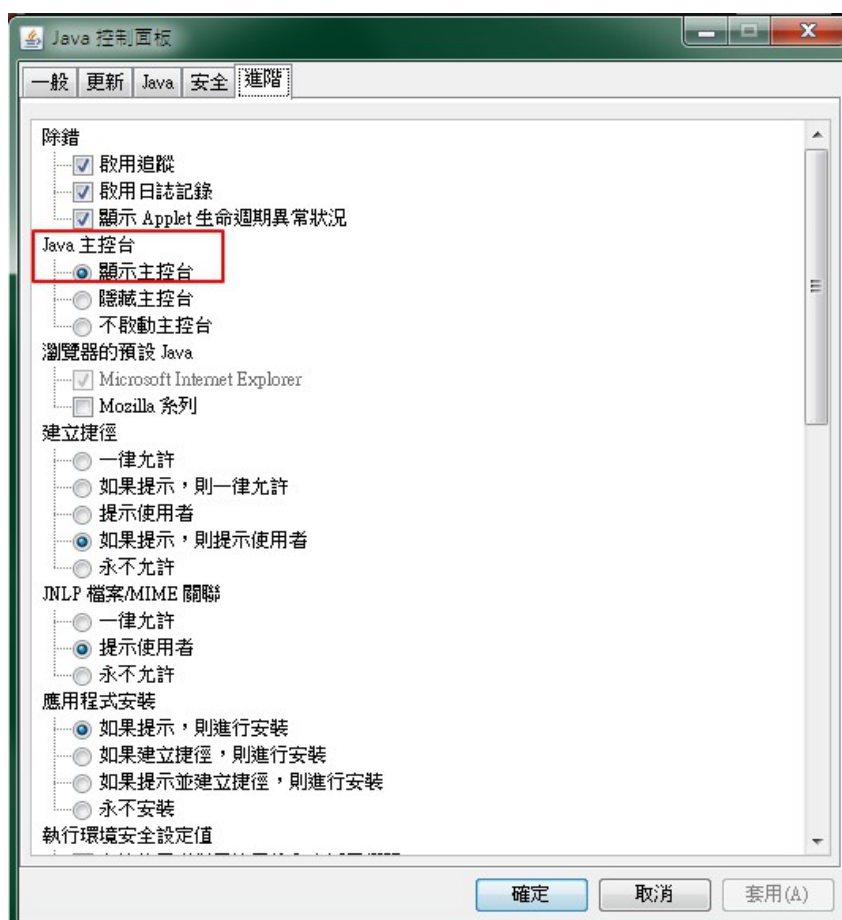 Java 控制面板
一般 更新 Java 安全 進階
除錯
啟用追蹤
啟用日誌記錄
顯示 Applet 生命週期異常狀況
Java 主控台
顯示主控台
隱藏主控台
不啟動主控台
瀏覽器的預設 Java
Microsoft Internet Explorer
Mozilla 系列
建立捷徑
一律允許
如果提示，則一律允許
提示使用者
如果提示，則提示使用者
永不允許
JNLP 檔案/MIME 關聯
一律允許
提示使用者
永不允許
應用程式安裝
如果提示，則進行安裝
如果建立捷徑，則進行安裝
如果提示並建立捷徑，則進行安裝
永不安裝
執行環境安全設定值
確定 取消 套用(A)